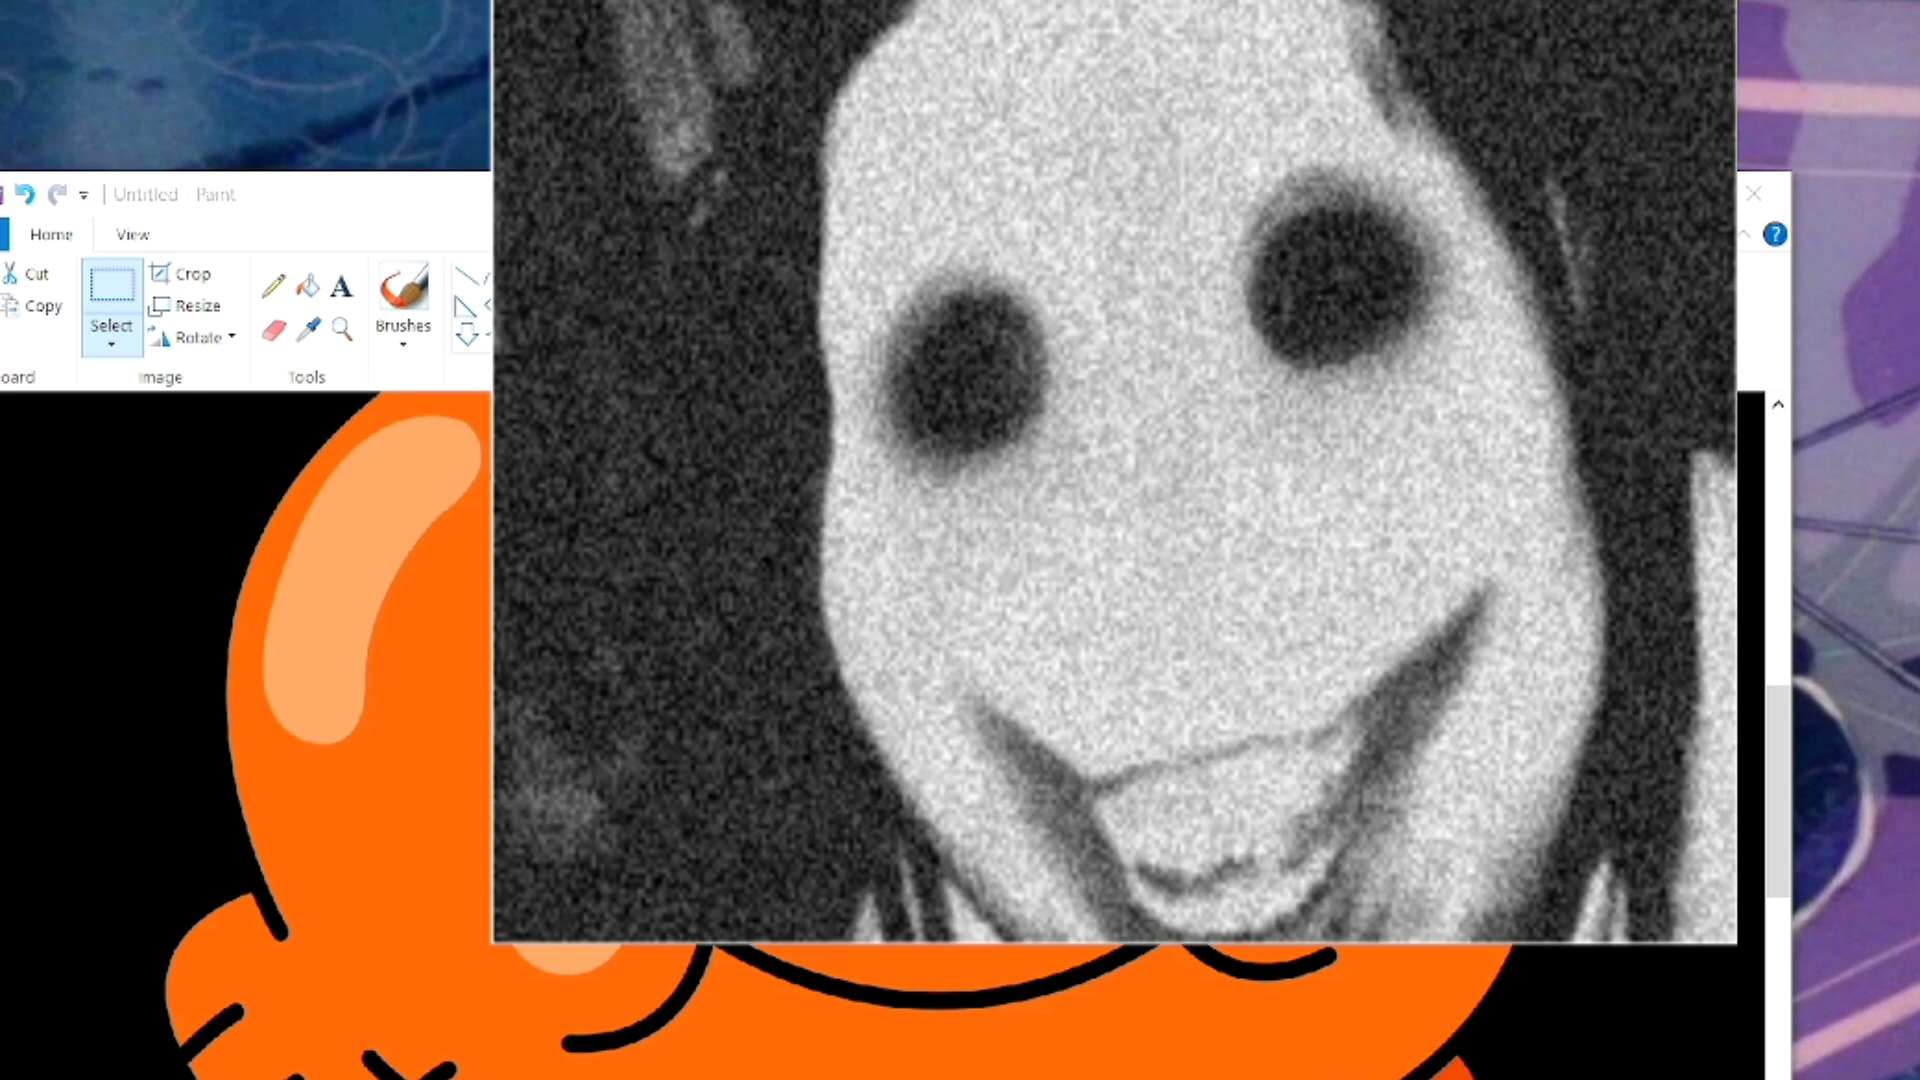 Untitled - Paint
Home View
Cut
Copy
Select
Crop
Resize
Rotate
A
Brushes
oard
Image
Tools
?